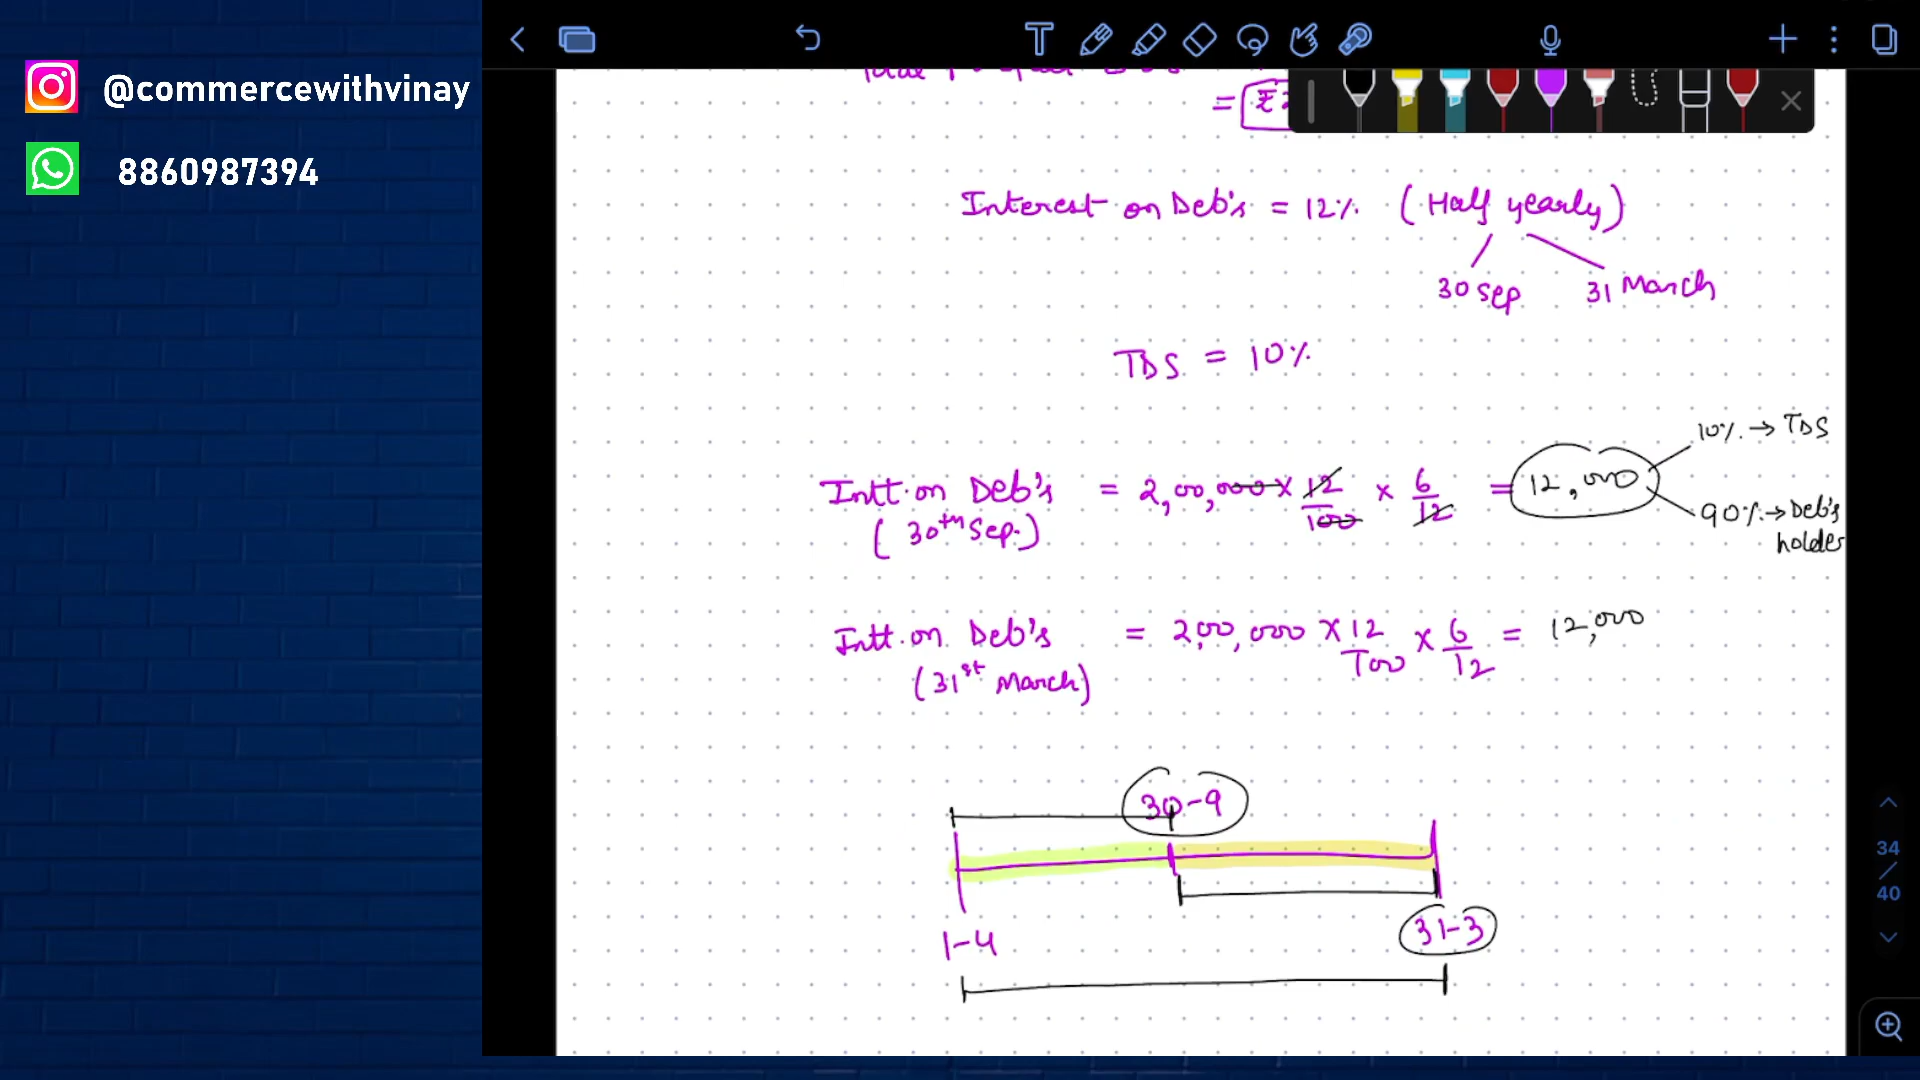 @commercewithvinay
8860987394
= ₹2
Interest on Deb's = 12% (Half yearly)
30 Sep 31 March
TDS = 10%
10% → TDS
Intt. on Deb's = 2,00,000 × 12/100 × 6/12 = 12,000
(30th Sep.)
90% → Deb's
holder
Intt. on Deb's = 2,00,000 × 12/100 × 6/12 = 12,000
(31st March)
30-9
31-3
1-4
34
/
40